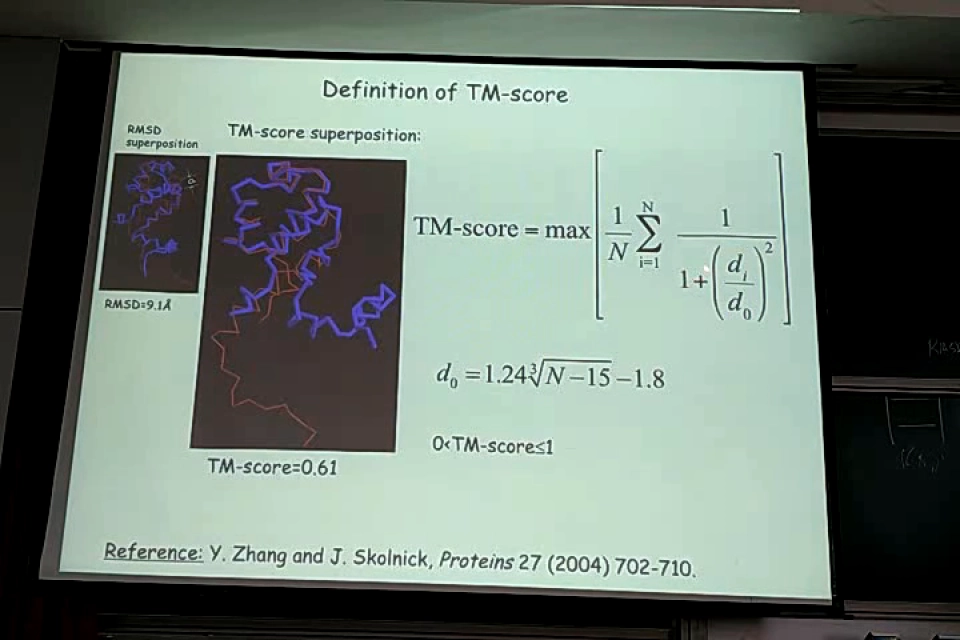 Definition of TM-score
RMSD
superposition
TM-score superposition:
RMSD=9.1Å
TM-score = max [ 1/N ∑_{i=1}^{N} 1/(1+(d_i/d_0)^2) ]
d_0 = 1.24∛(N−15) −1.8
0<TM-score≤1
TM-score=0.61
Reference: Y. Zhang and J. Skolnick, Proteins 27 (2004) 702-710.